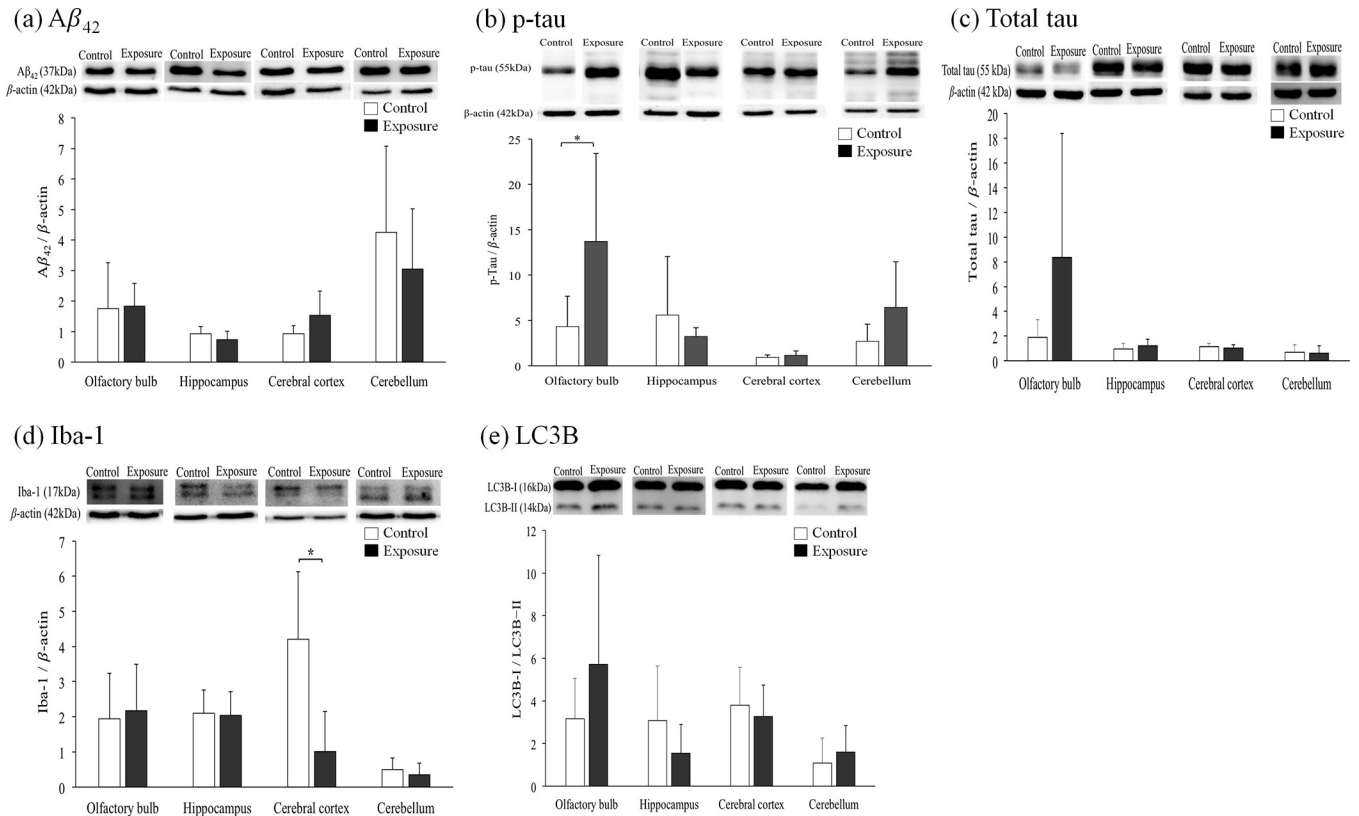 (a) Aβ42
Control Exposure Control Exposure Control Exposure Control Exposure
Aβ42 (37kDa)
β-actin (42kDa)
Control
Exposure
Aβ42 / β-actin
8
7
6
5
4
3
2
1
0
Olfactory bulb Hippocampus Cerebral cortex Cerebellum
(b) p-tau
Control Exposure Control Exposure Control Exposure Control Exposure
p-tau (55kDa)
β-actin (42kDa)
Control
Exposure
p-Tau / β-actin
25
20
15
10
5
0
*
Olfactory bulb Hippocampus Cerebral cortex Cerebellum
(c) Total tau
Control Exposure Control Exposure Control Exposure Control Exposure
Total tau (55 kDa)
β-actin (42 kDa)
Control
Exposure
Total tau / β-actin
20
18
16
14
12
10
8
6
4
2
0
Olfactory bulb Hippocampus Cerebral cortex Cerebellum
(d) Iba-1
Control Exposure Control Exposure Control Exposure Control Exposure
Iba-1 (17kDa)
β-actin (42kDa)
Control
Exposure
Iba-1 / β-actin
7
6
5
4
3
2
1
0
*
Olfactory bulb Hippocampus Cerebral cortex Cerebellum
(e) LC3B
Control Exposure Control Exposure Control Exposure Control Exposure
LC3B-I (16kDa)
LC3B-II (14kDa)
Control
Exposure
LC3B-I / LC3B−II
12
10
8
6
4
2
0
Olfactory bulb Hippocampus Cerebral cortex Cerebellum